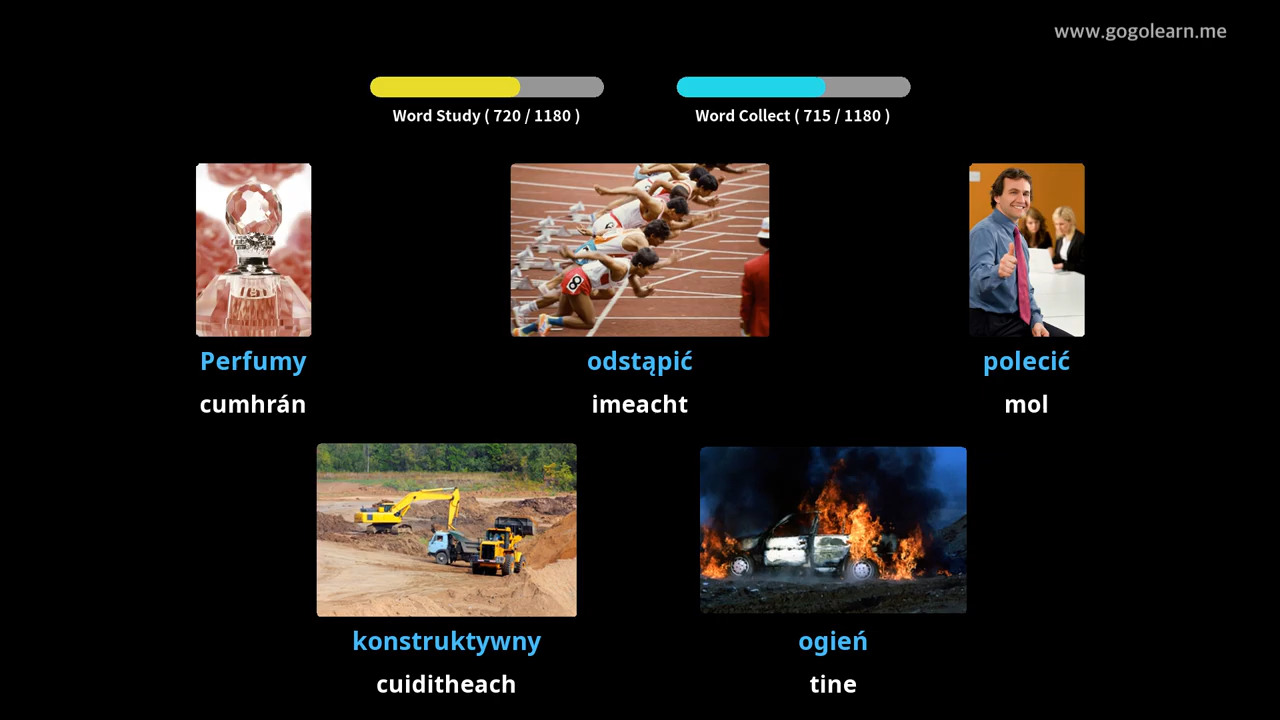 www.gogolearn.me
Word Study ( 720 / 1180 )
Word Collect ( 715 / 1180 )
Perfumy
cumhrán
odstąpić
imeacht
polecić
mol
8
konstruktywny
cuiditheach
ogień
tine